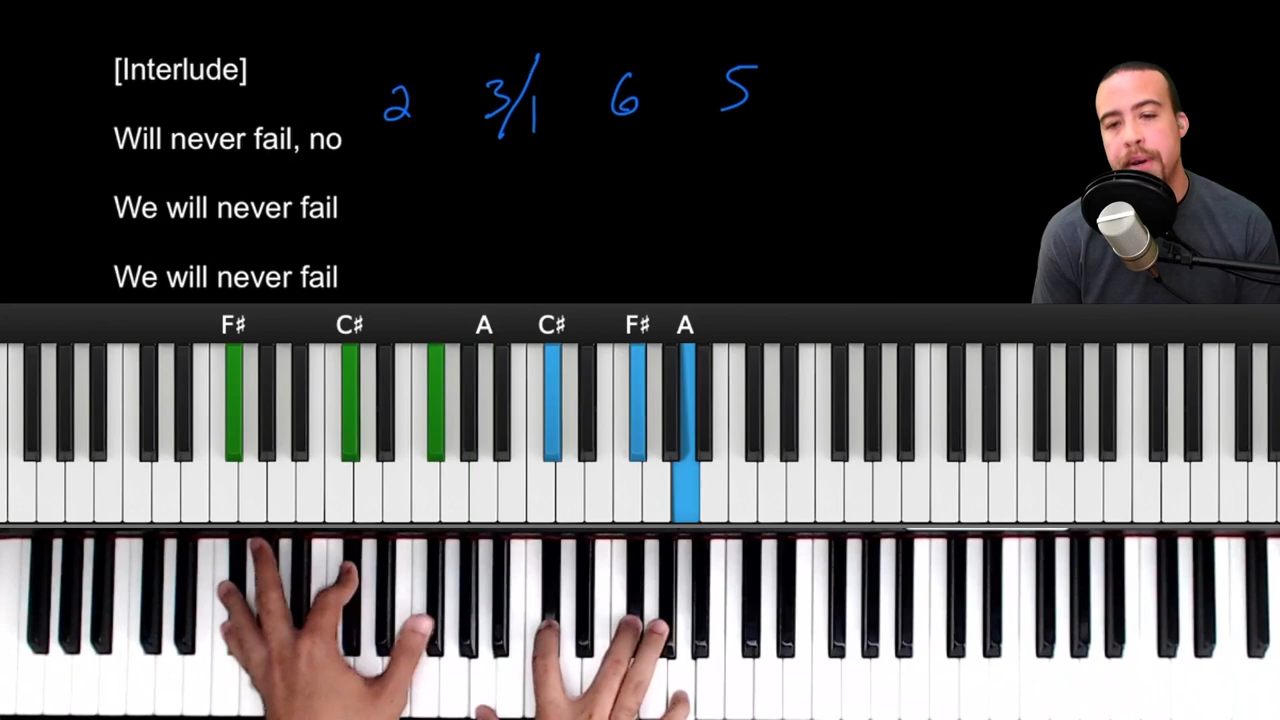 [Interlude] 2 3/1 6 5
Will never fail, no
We will never fail
We will never fail
F♯ C♯ A C♯ F♯ A